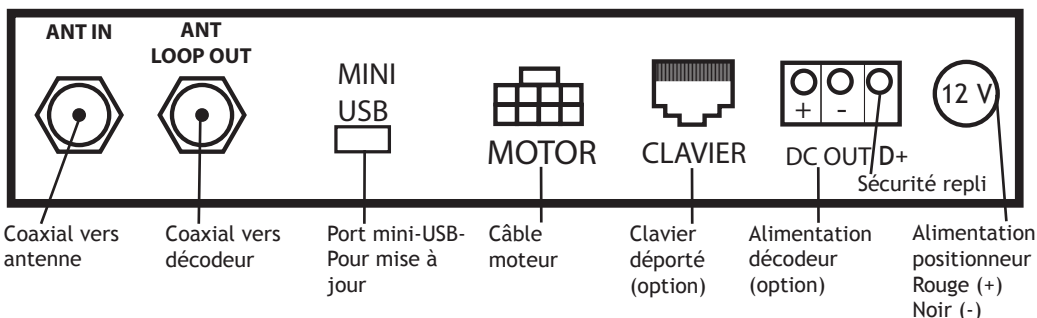 ANT IN
ANT
LOOP OUT
MINI
USB
MOTOR
CLAVIER
+ -
DC OUT/D+
12 V
Sécurité repli
Coaxial vers
antenne
Coaxial vers
décodeur
Port mini-USB-
Pour mise à
jour
Câble
moteur
Clavier
déporté
(option)
Alimentation
décodeur
(option)
Alimentation
positionneur
Rouge (+)
Noir (-)